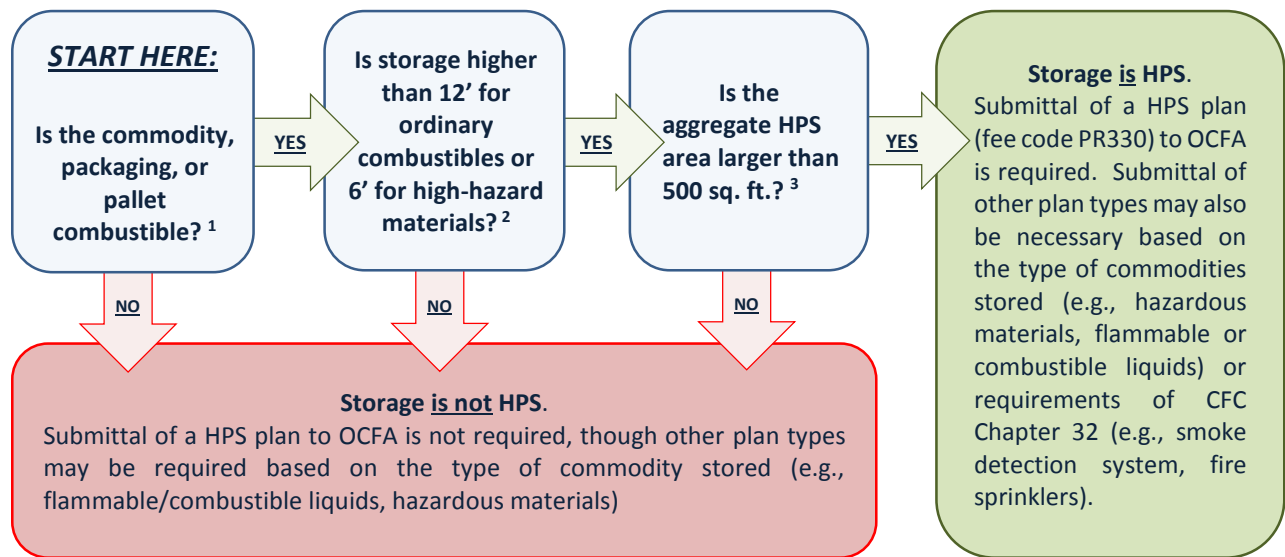 START HERE:
Is the commodity,
packaging, or
pallet
combustible? 1
YES
Is storage higher
than 12’ for
ordinary
combustibles or
6’ for high-hazard
materials? 2
YES
Is the
aggregate HPS
area larger than
500 sq. ft.? 3
YES
Storage is HPS.
Submittal of a HPS plan
(fee code PR330) to OCFA
is required. Submittal of
other plan types may also
be necessary based on
the type of commodities
stored (e.g., hazardous
materials, flammable or
combustible liquids) or
requirements of CFC
Chapter 32 (e.g., smoke
detection system, fire
sprinklers).
NO
NO
NO
Storage is not HPS.
Submittal of a HPS plan to OCFA is not required, though other plan types
may be required based on the type of commodity stored (e.g.,
flammable/combustible liquids, hazardous materials)